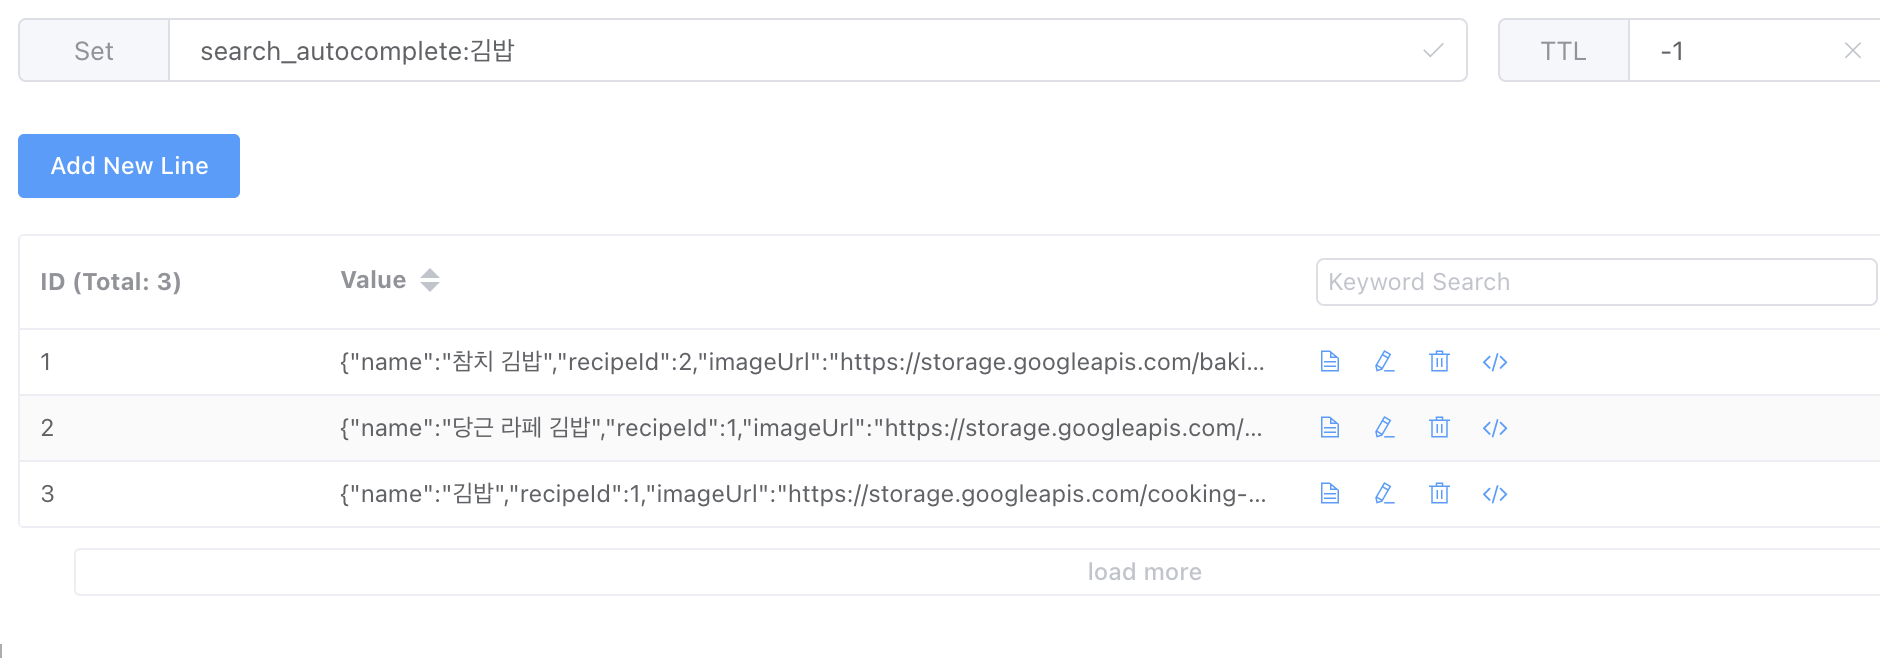 Set search_autocomplete:김밥 TTL -1
Add New Line
ID (Total: 3) Value Keyword Search
1 {"name":"참치 김밥","recipeId":2,"imageUrl":"https://storage.googleapis.com/baki...
2 {"name":"당근 라페 김밥","recipeId":1,"imageUrl":"https://storage.googleapis.com/...
3 {"name":"김밥","recipeId":1,"imageUrl":"https://storage.googleapis.com/cooking-...
load more